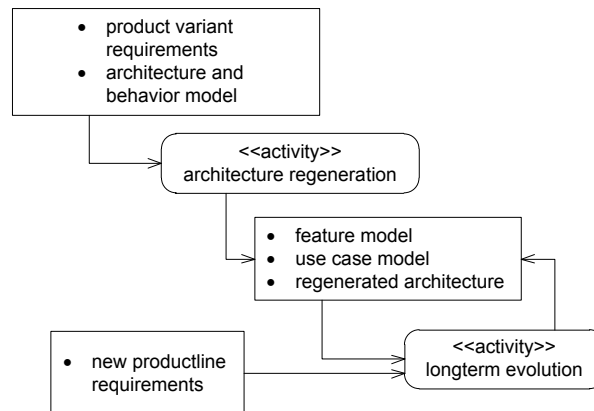 • product variant
requirements
• architecture and
behavior model
<<activity>>
architecture regeneration
• feature model
• use case model
• regenerated architecture
<<activity>>
longterm evolution
• new productline
requirements